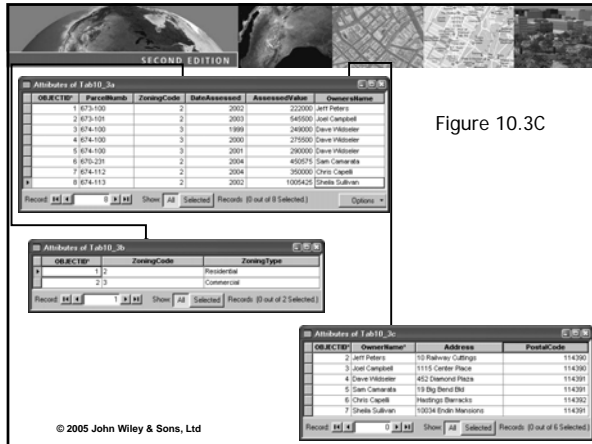 SECOND EDITION
Attributes of Tab10_3a
OBJECTID* ParcelNumb ZoningCode DateAssessed AssessedValue OwnersName
1 673-100 2 2002 222000 Jeff Peters
2 673-101 2 2003 545500 Joel Campbell
3 674-100 3 1999 249000 Dave Widseler
4 674-100 3 2000 275500 Dave Widseler
5 674-100 3 2001 290000 Dave Widseler
6 670-231 2 2004 450575 Sam Camarata
7 674-112 2 2004 350000 Chris Capelli
8 674-113 2 2002 1005425 Sheila Sullivan
Record: 8 Show: All Selected Records (0 out of 8 Selected.) Options
Figure 10.3C
Attributes of Tab10_3b
OBJECTID* ZoningCode ZoningType
1 2 Residential
2 3 Commercial
Record: 1 Show: All Selected Records (0 out of 2 Selected.)
Attributes of Tab10_3c
OBJECTID* OwnerName* Address PostalCode
2 Jeff Peters 10 Railway Cuttings 114390
3 Joel Campbell 1115 Center Place 114390
4 Dave Widseler 452 Diamond Plaza 114391
5 Sam Camarata 19 Big Bend Bld 114391
6 Chris Capelli Hastings Barracks 114392
7 Sheila Sullivan 10034 Endin Mansions 114391
Record: 0 Show: All Selected Records (0 out of 6 Selected.)
© 2005 John Wiley & Sons, Ltd